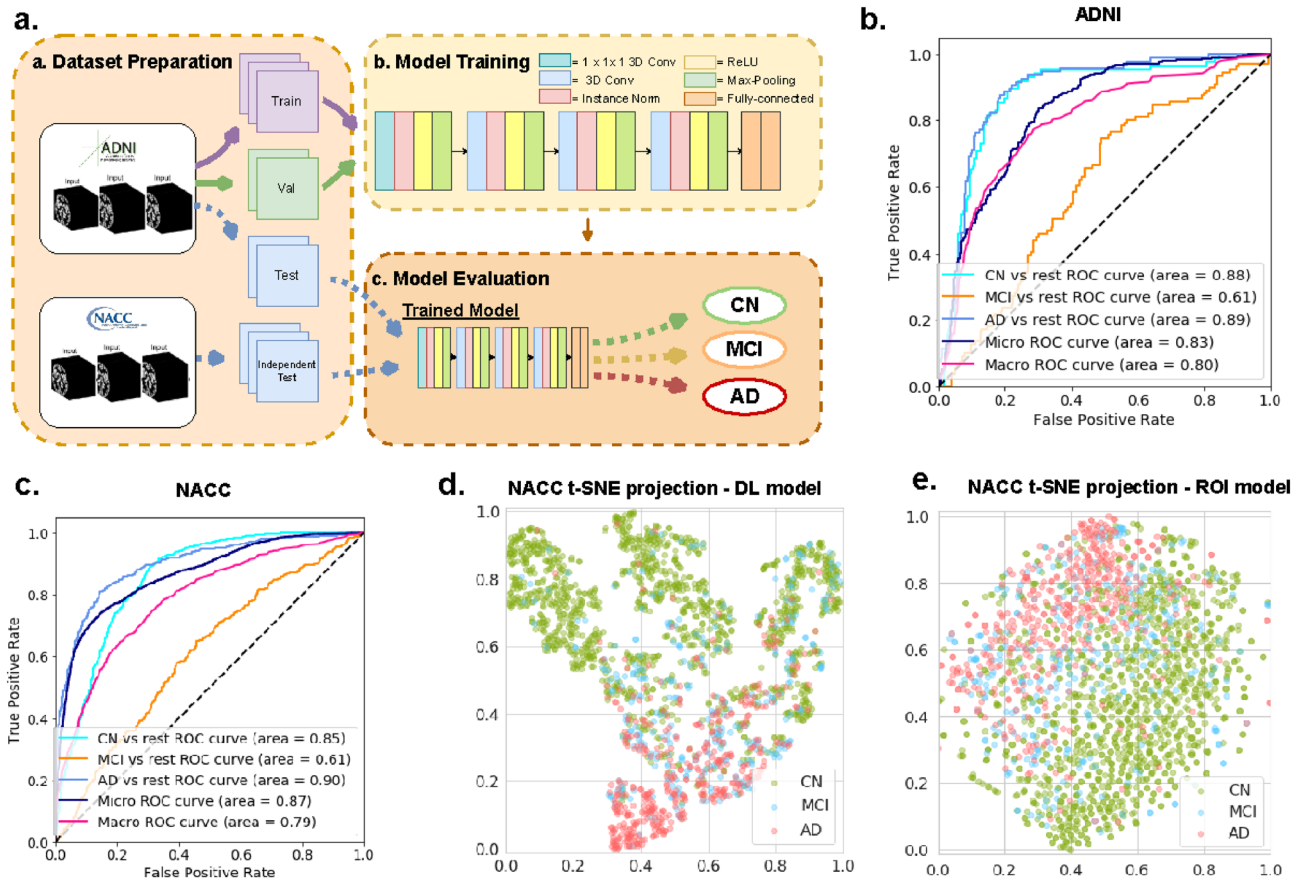 a.
a. Dataset Preparation
ADNI
Input
Input
Input
NACC
Input
Input
Input
Train
Val
Test
Independent
Test
b. Model Training
= 1 x 1x 1 3D Conv
= 3D Conv
= Instance Norm
= ReLU
= Max-Pooling
= Fully-connected
c. Model Evaluation
Trained Model
CN
MCI
AD
b.
ADNI
True Positive Rate
1.0
0.8
0.6
0.4
0.2
0.0
CN vs rest ROC curve (area = 0.88)
MCI vs rest ROC curve (area = 0.61)
AD vs rest ROC curve (area = 0.89)
Micro ROC curve (area = 0.83)
Macro ROC curve (area = 0.80)
0.0 0.2 0.4 0.6 0.8 1.0
False Positive Rate
c.
NACC
True Positive Rate
1.0
0.8
0.6
0.4
0.2
0.0
CN vs rest ROC curve (area = 0.85)
MCI vs rest ROC curve (area = 0.61)
AD vs rest ROC curve (area = 0.90)
Micro ROC curve (area = 0.87)
Macro ROC curve (area = 0.79)
0.0 0.2 0.4 0.6 0.8 1.0
False Positive Rate
d.
NACC t-SNE projection - DL model
1.0
0.8
0.6
0.4
0.2
0.0
CN
MCI
AD
0.0 0.2 0.4 0.6 0.8 1.0
e.
NACC t-SNE projection - ROI model
1.0
0.8
0.6
0.4
0.2
0.0
CN
MCI
AD
0.0 0.2 0.4 0.6 0.8 1.0